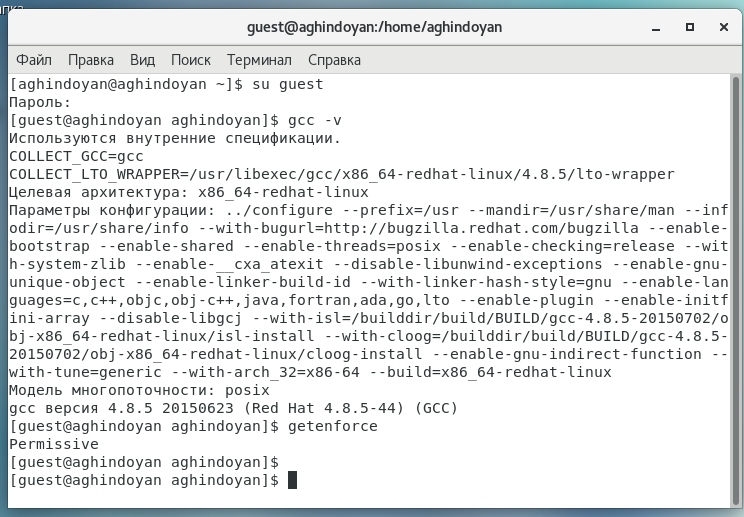 апка
guest@aghindoyan:/home/aghindoyan
Файл Правка Вид Поиск Терминал Справка
[aghindoyan@aghindoyan ~]$ su guest
Пароль:
[guest@aghindoyan aghindoyan]$ gcc -v
Используются внутренние спецификации.
COLLECT_GCC=gcc
COLLECT_LTO_WRAPPER=/usr/libexec/gcc/x86_64-redhat-linux/4.8.5/lto-wrapper
Целевая архитектура: x86_64-redhat-linux
Параметры конфигурации: ../configure --prefix=/usr --mandir=/usr/share/man --inf
odir=/usr/share/info --with-bugurl=http://bugzilla.redhat.com/bugzilla --enable-
bootstrap --enable-shared --enable-threads=posix --enable-checking=release --wit
h-system-zlib --enable-__cxa_atexit --disable-libunwind-exceptions --enable-gnu-
unique-object --enable-linker-build-id --with-linker-hash-style=gnu --enable-lan
guages=c,c++,objc,obj-c++,java,fortran,ada,go,lto --enable-plugin --enable-initf
ini-array --disable-libgcj --with-isl=/builddir/build/BUILD/gcc-4.8.5-20150702/o
bj-x86_64-redhat-linux/isl-install --with-cloog=/builddir/build/BUILD/gcc-4.8.5-
20150702/obj-x86_64-redhat-linux/cloog-install --enable-gnu-indirect-function --
with-tune=generic --with-arch_32=x86-64 --build=x86_64-redhat-linux
Модель многопоточности: posix
gcc версия 4.8.5 20150623 (Red Hat 4.8.5-44) (GCC)
[guest@aghindoyan aghindoyan]$ getenforce
Permissive
[guest@aghindoyan aghindoyan]$
[guest@aghindoyan aghindoyan]$